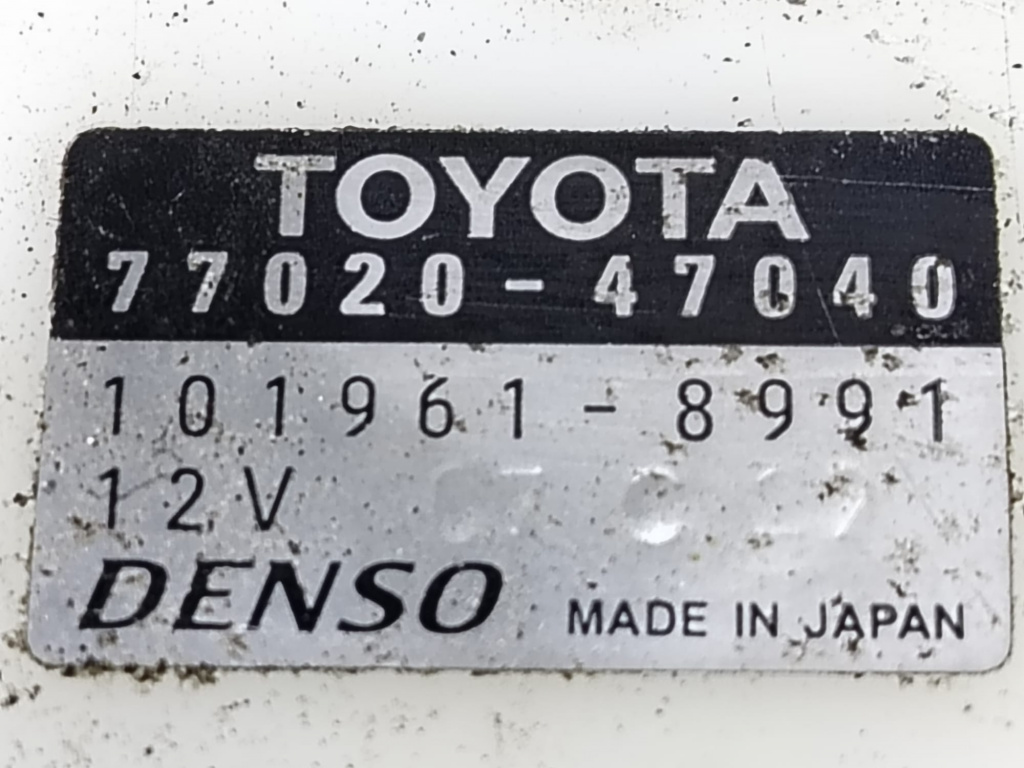 TOYOTA
77020-47040
101961-8991
12V
DENSO MADE IN JAPAN